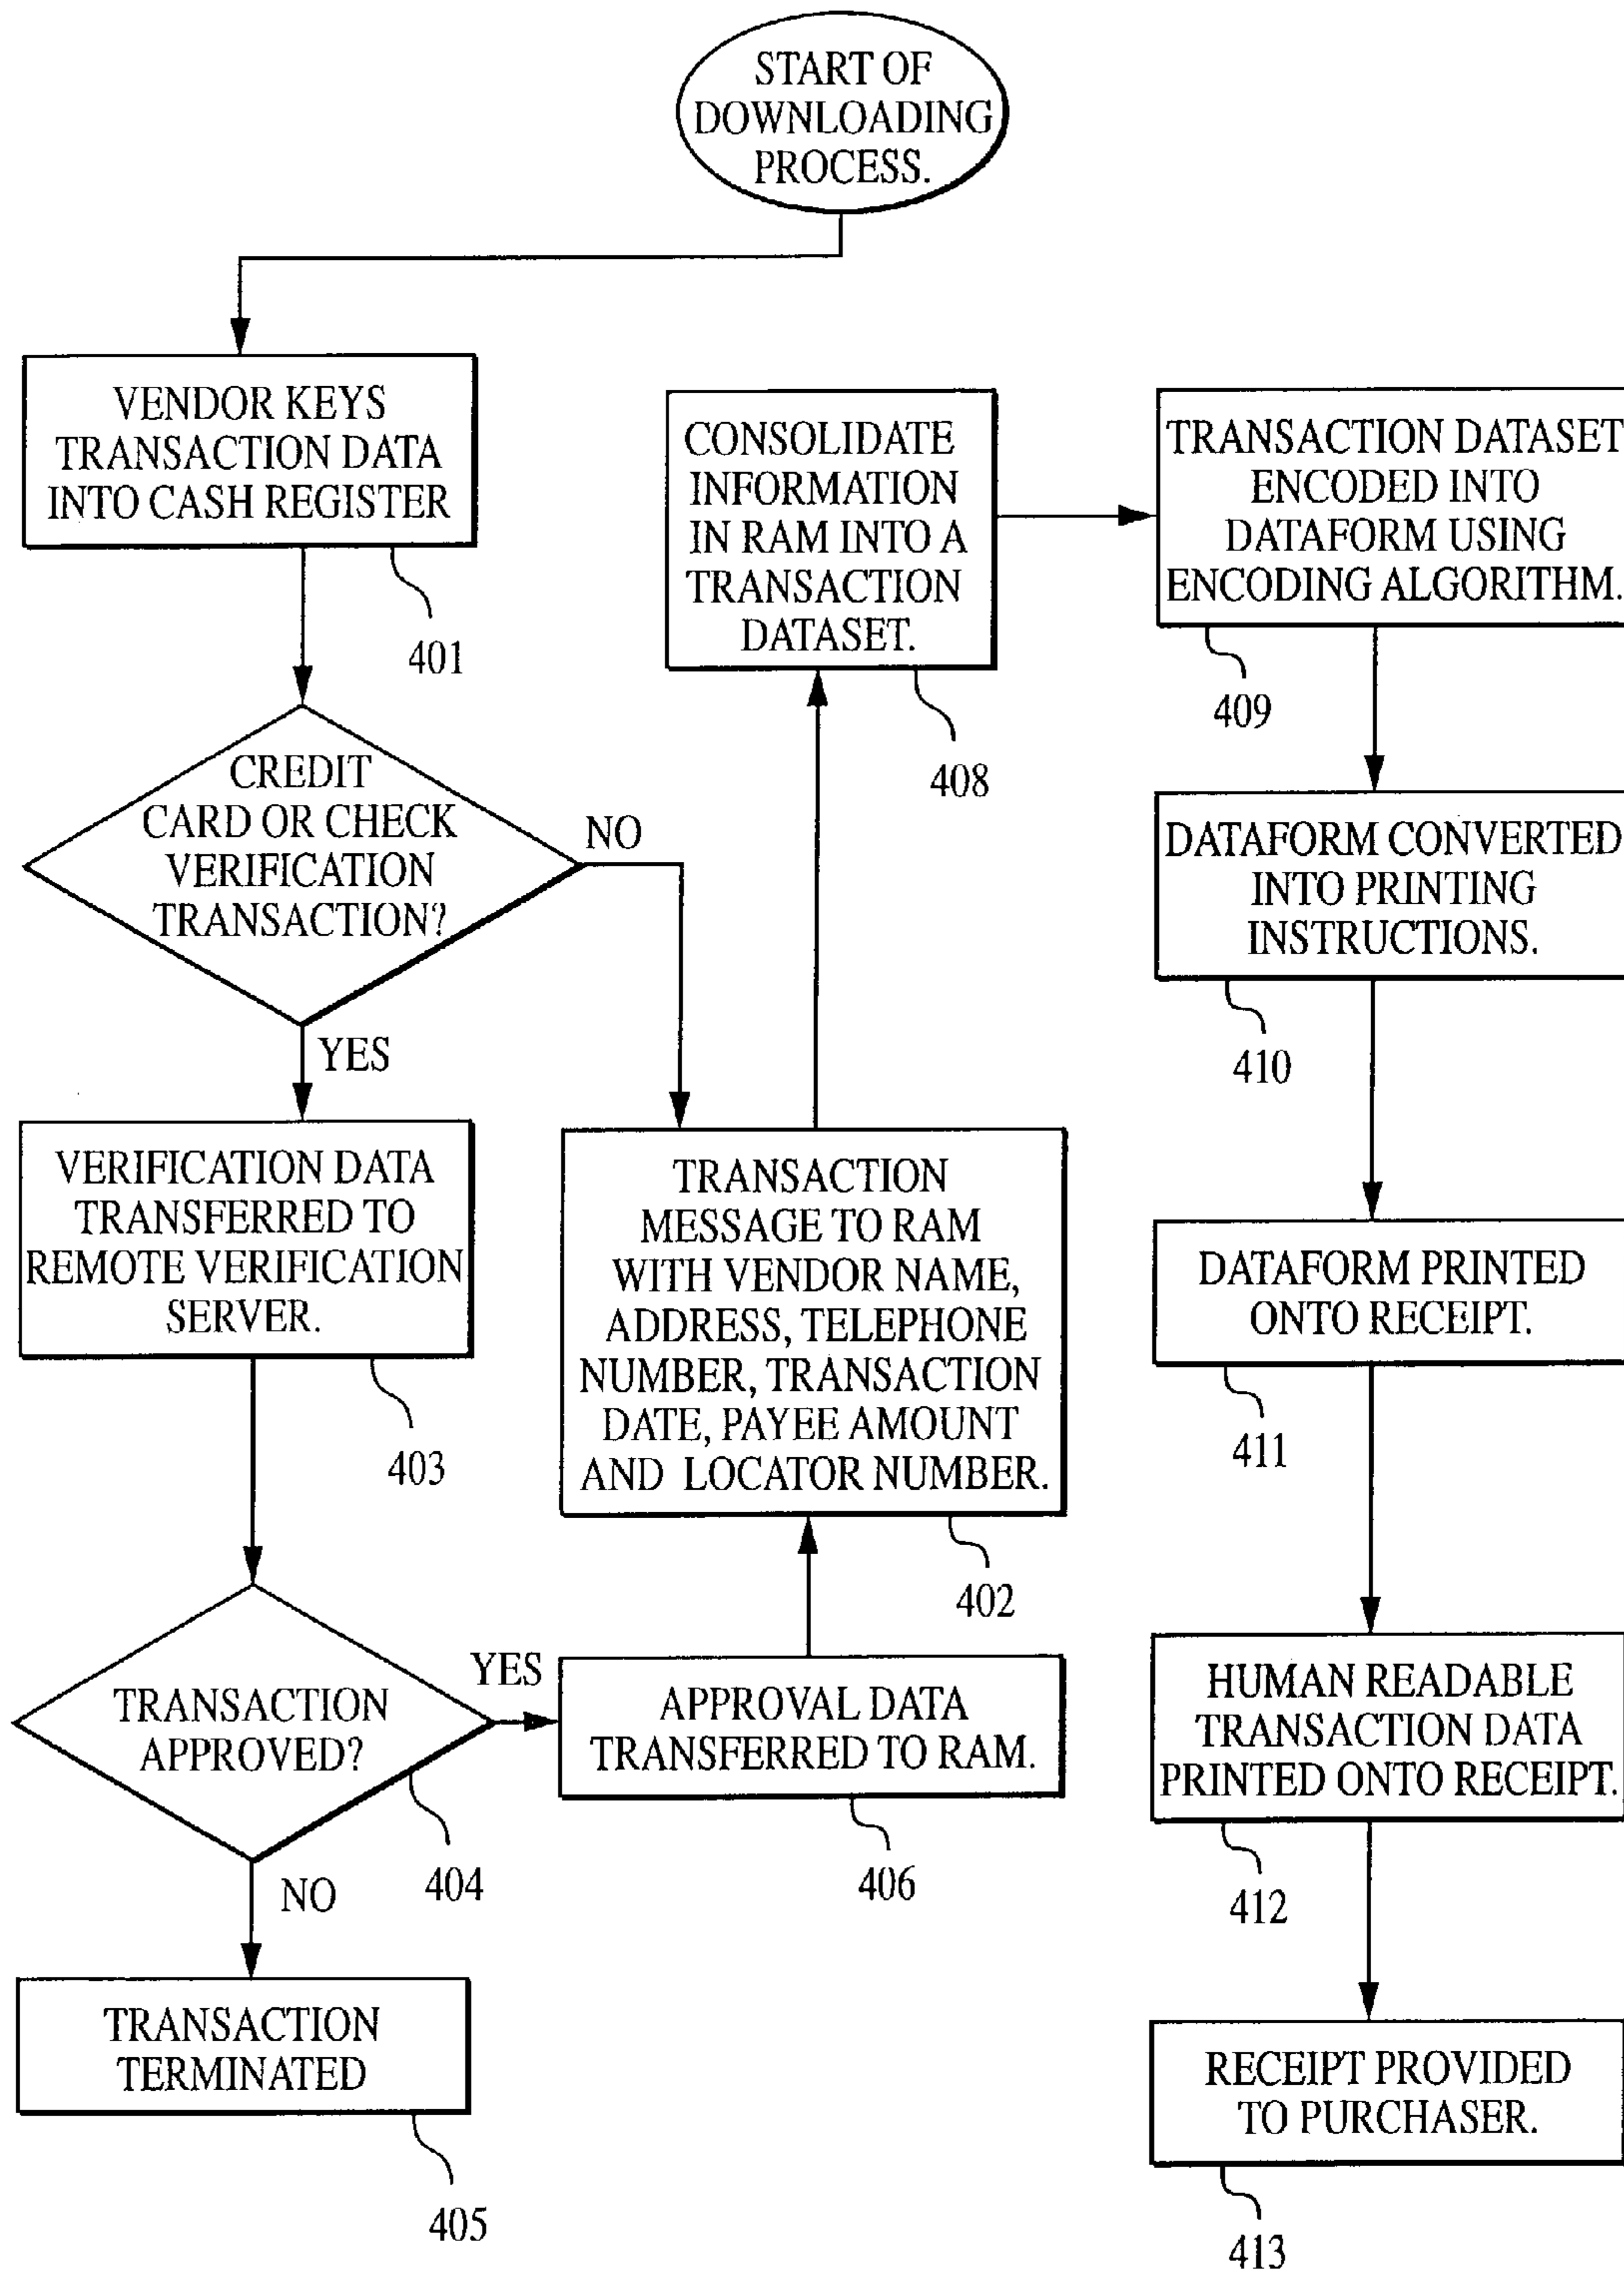 START OF
DOWNLOADING
PROCESS.
VENDOR KEYS
TRANSACTION DATA
INTO CASH REGISTER
401
CREDIT
CARD OR CHECK
VERIFICATION
TRANSACTION?
NO
YES
VERIFICATION DATA
TRANSFERRED TO
REMOTE VERIFICATION
SERVER.
403
TRANSACTION
APPROVED?
404
YES
NO
TRANSACTION
TERMINATED
405
APPROVAL DATA
TRANSFERRED TO RAM.
406
TRANSACTION
MESSAGE TO RAM
WITH VENDOR NAME,
ADDRESS, TELEPHONE
NUMBER, TRANSACTION
DATE, PAYEE AMOUNT
AND LOCATOR NUMBER.
402
CONSOLIDATE
INFORMATION
IN RAM INTO A
TRANSACTION
DATASET.
408
TRANSACTION DATASET
ENCODED INTO
DATAFORM USING
ENCODING ALGORITHM.
409
DATAFORM CONVERTED
INTO PRINTING
INSTRUCTIONS.
410
DATAFORM PRINTED
ONTO RECEIPT.
411
HUMAN READABLE
TRANSACTION DATA
PRINTED ONTO RECEIPT.
412
RECEIPT PROVIDED
TO PURCHASER.
413